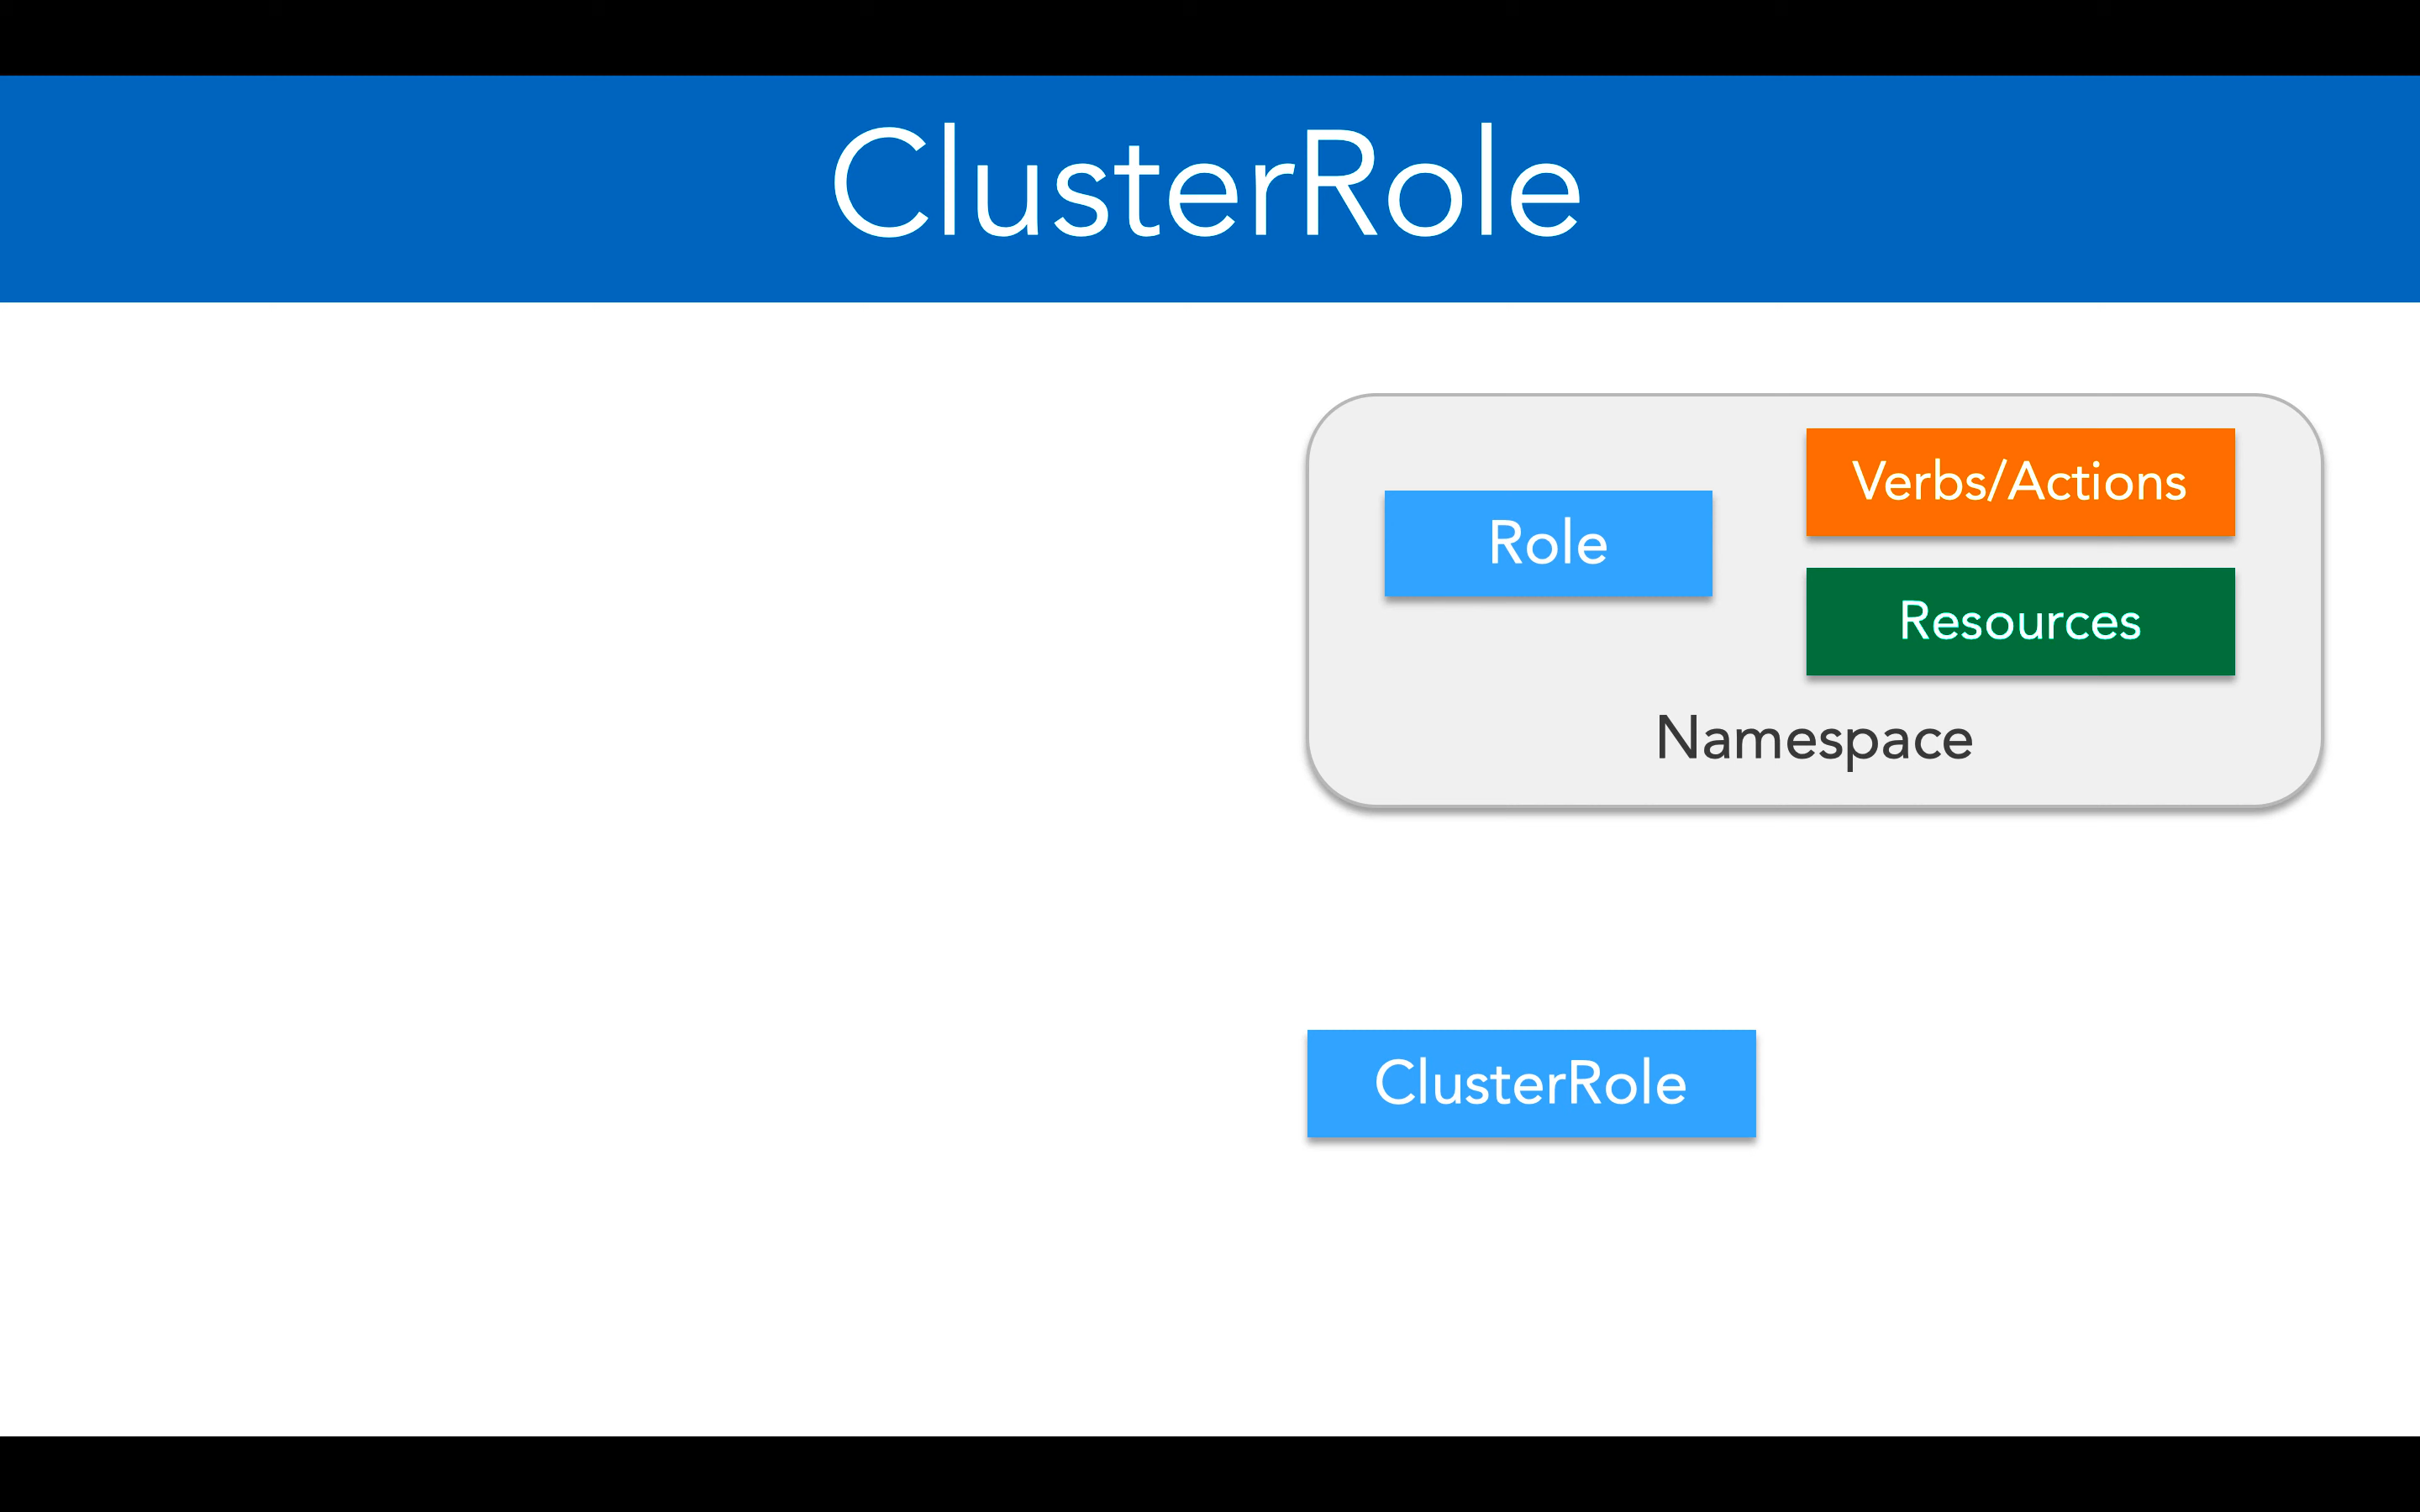 ClusterRole
Verbs/Actions
Role
Resources
Namespace
ClusterRole